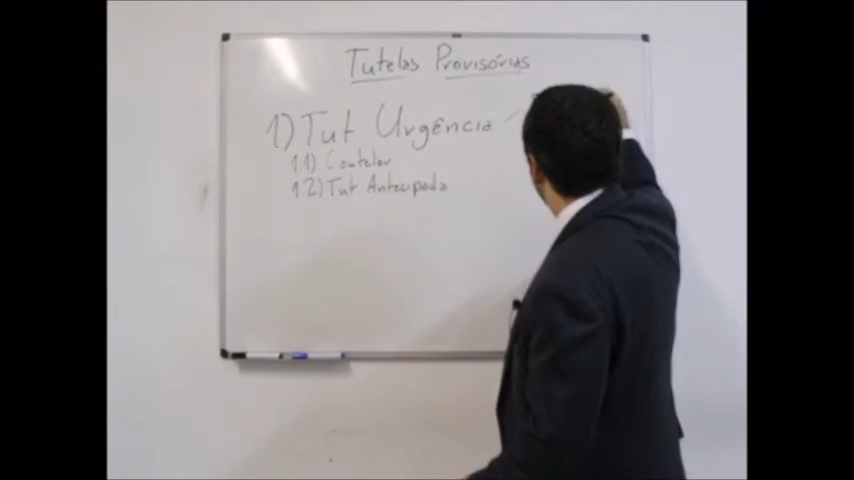 Tutelas Provisórias
1) Tut Urgência
1.1) Cautelar
1.2) Tut Antecipada